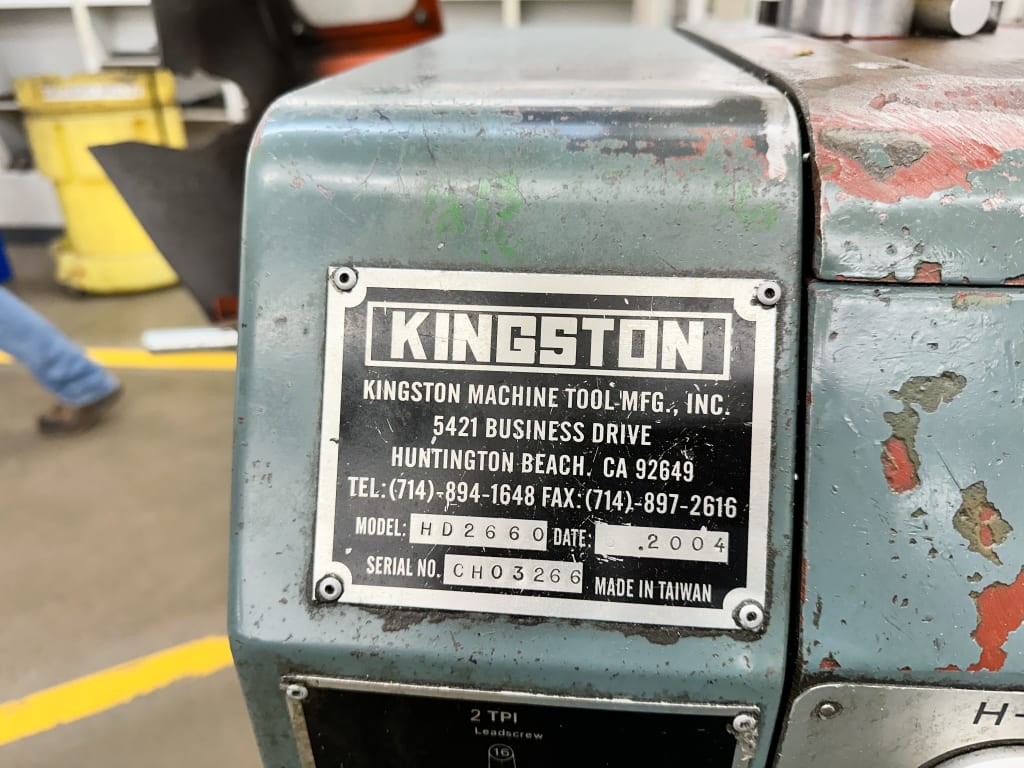 KINGSTON
KINGSTON MACHINE TOOL MFG., INC.
5421 BUSINESS DRIVE
HUNTINGTON BEACH, CA 92649
TEL:(714)-894-1648 FAX:(714)-897-2616
MODEL: HD2660 DATE: .2004
SERIAL NO. CH03266 MADE IN TAIWAN
2 TPI
Leadscrew
16
H-